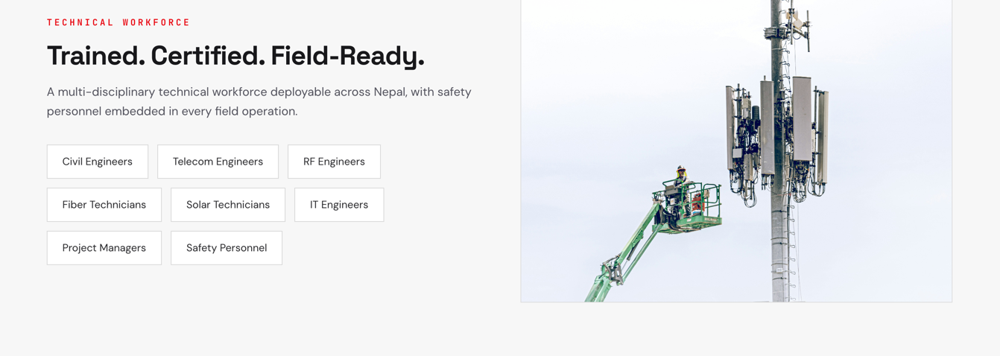 TECHNICAL WORKFORCE
Trained. Certified. Field-Ready.
A multi-disciplinary technical workforce deployable across Nepal, with safety
personnel embedded in every field operation.
Civil Engineers
Telecom Engineers
RF Engineers
Fiber Technicians
Solar Technicians
IT Engineers
Project Managers
Safety Personnel